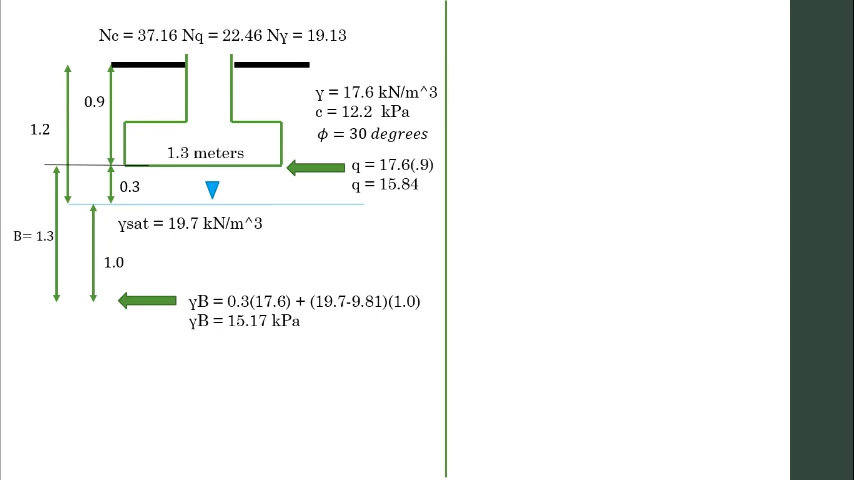 Nc = 37.16 Nq = 22.46 Nγ = 19.13
γ = 17.6 kN/m^3
0.9
c = 12.2 kPa
1.2
ϕ = 30 degrees
1.3 meters
q = 17.6(.9)
0.3
q = 15.84
γsat = 19.7 kN/m^3
B= 1.3
1.0
γB = 0.3(17.6) + (19.7-9.81)(1.0)
γB = 15.17 kPa